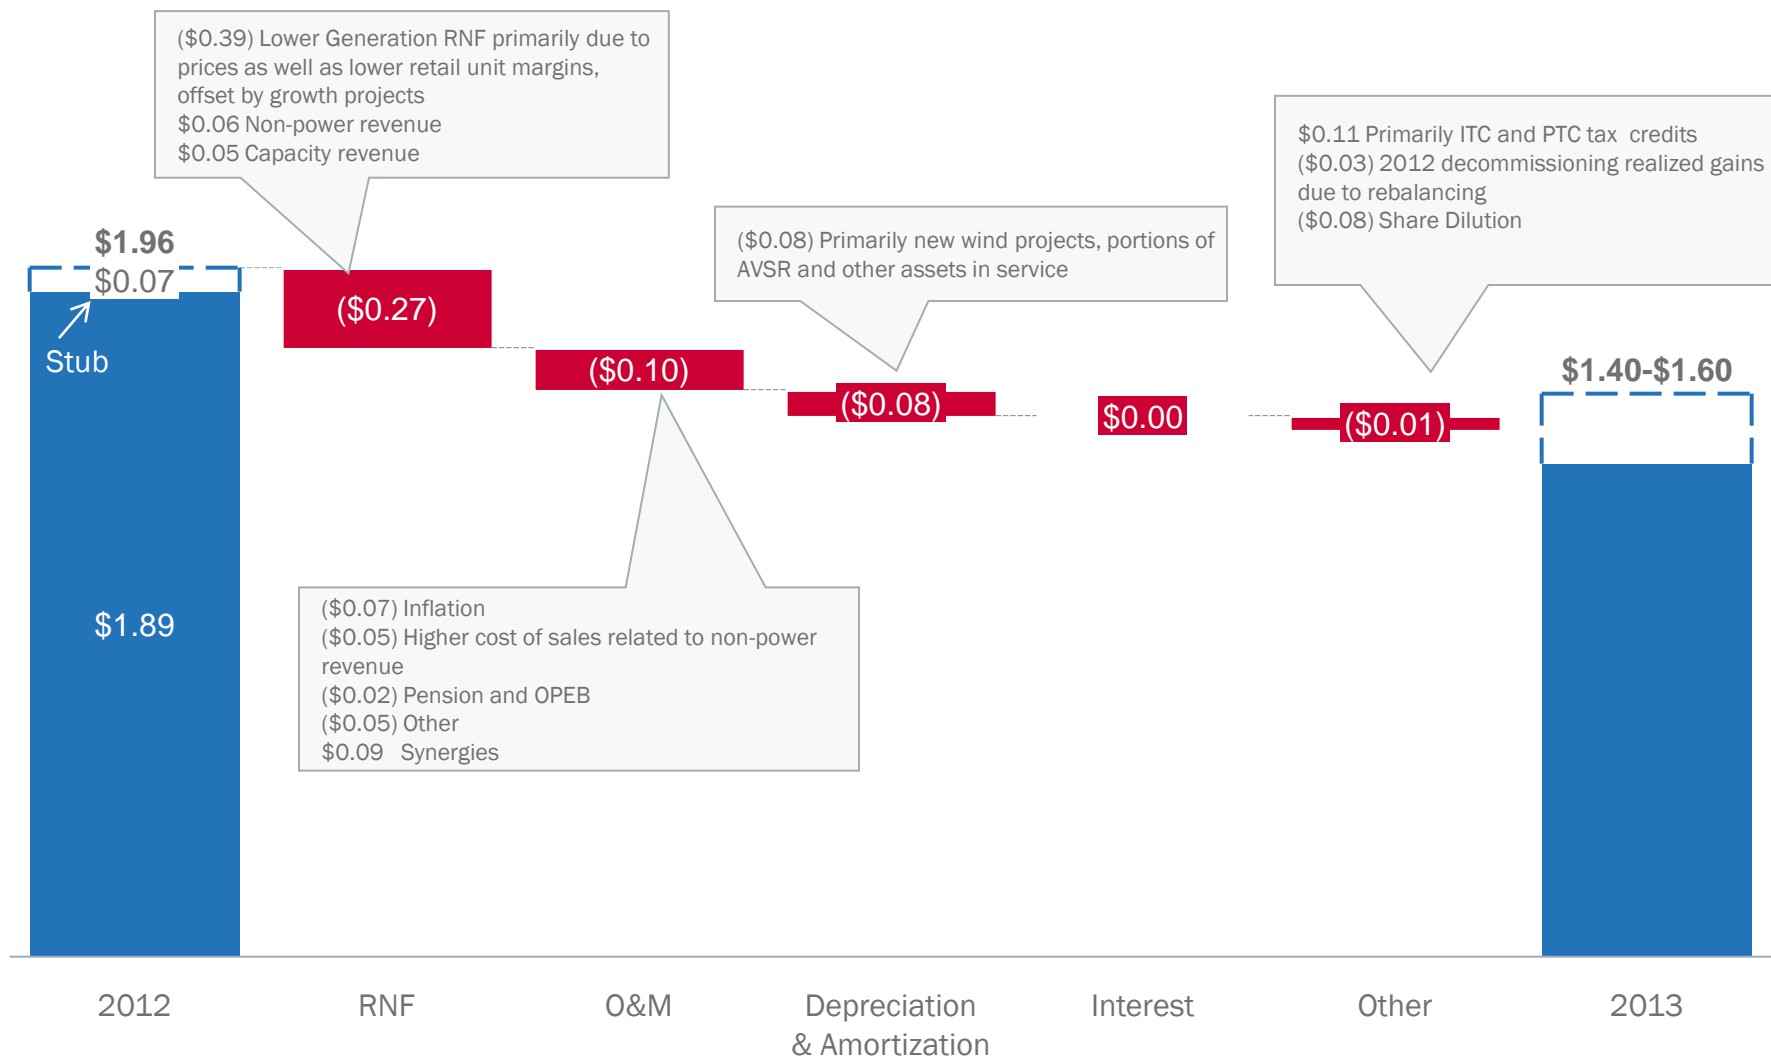 ($0.39) Lower Generation RNF primarily due to
prices as well as lower retail unit margins,
offset by growth projects
$0.06 Non-power revenue
$0.05 Capacity revenue
$0.11 Primarily ITC and PTC tax  credits
($0.03) 2012 decommissioning realized gains
due to rebalancing
($0.08) Share Dilution
($0.08) Primarily new wind projects, portions of
AVSR and other assets in service
$1.96
$0.07
Stub
$1.89
($0.27)
($0.10)
($0.08)
$0.00
($0.01)
$1.40-$1.60
($0.07) Inflation
($0.05) Higher cost of sales related to non-power
revenue
($0.02) Pension and OPEB
($0.05) Other
$0.09   Synergies
2012
RNF
O&M
Depreciation
& Amortization
Interest
Other
2013